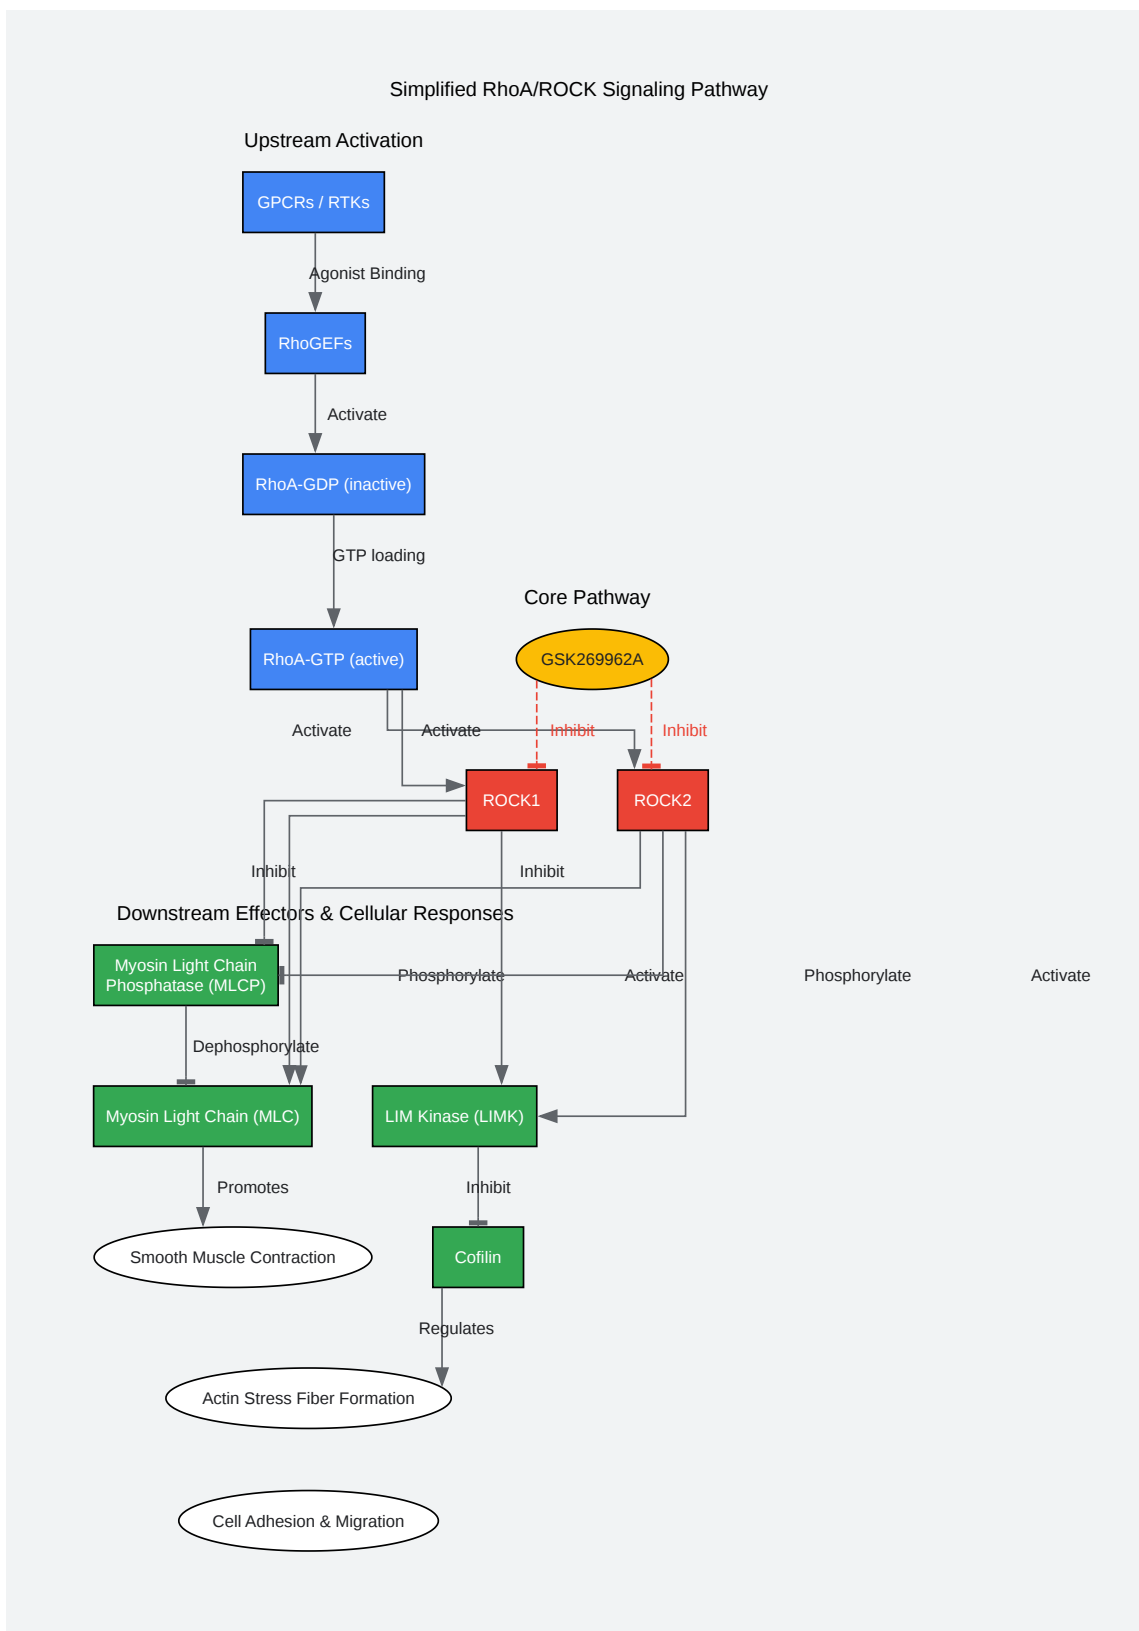 Simplified RhoA/ROCK Signaling Pathway
Upstream Activation
GPCRs / RTKs
Agonist Binding
RhoGEFs
Activate
RhoA-GDP (inactive)
GTP loading
Core Pathway
RhoA-GTP (active)
GSK269962A
Activate
Activate
Inhibit
Inhibit
ROCK1
ROCK2
Inhibit
Inhibit
Downstream Effectors & Cellular Responses
Myosin Light Chain
Phosphatase (MLCP)
Phosphorylate
Activate
Phosphorylate
Activate
Dephosphorylate
Myosin Light Chain (MLC)
LIM Kinase (LIMK)
Promotes
Inhibit
Smooth Muscle Contraction
Cofilin
Regulates
Actin Stress Fiber Formation
Cell Adhesion & Migration